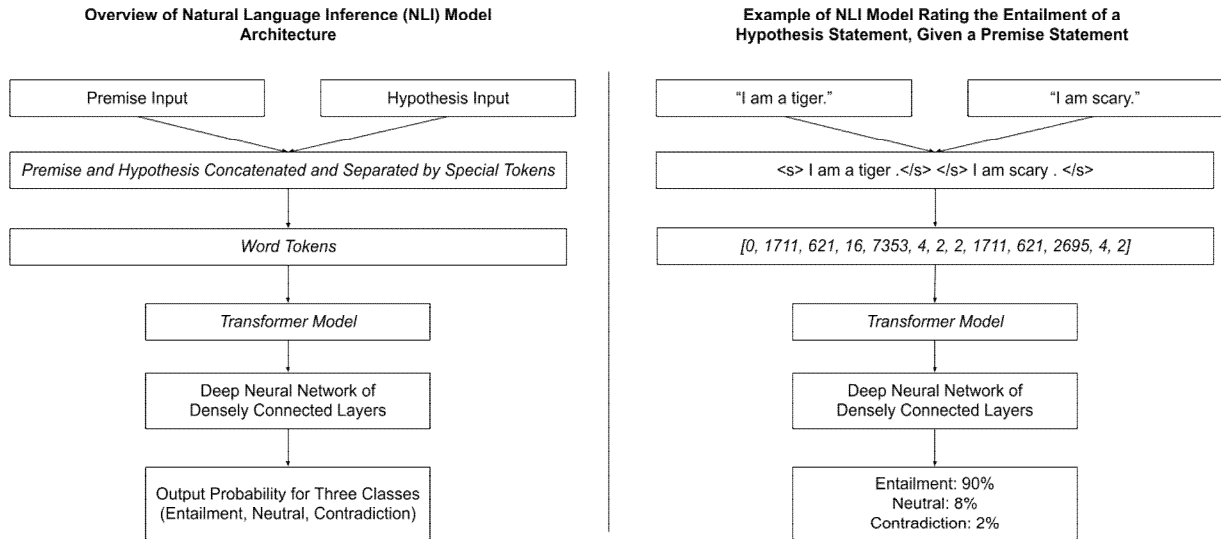 Overview of Natural Language Inference (NLI) Model
Architecture
Premise Input
Hypothesis Input
Premise and Hypothesis Concatenated and Separated by Special Tokens
Word Tokens
Transformer Model
Deep Neural Network of
Densely Connected Layers
Output Probability for Three Classes
(Entailment, Neutral, Contradiction)
Example of NLI Model Rating the Entailment of a
Hypothesis Statement, Given a Premise Statement
“I am a tiger.”
“I am scary.”
<s> I am a tiger .</s> </s> I am scary . </s>
[0, 1711, 621, 16, 7353, 4, 2, 2, 1711, 621, 2695, 4, 2]
Transformer Model
Deep Neural Network of
Densely Connected Layers
Entailment: 90%
Neutral: 8%
Contradiction: 2%